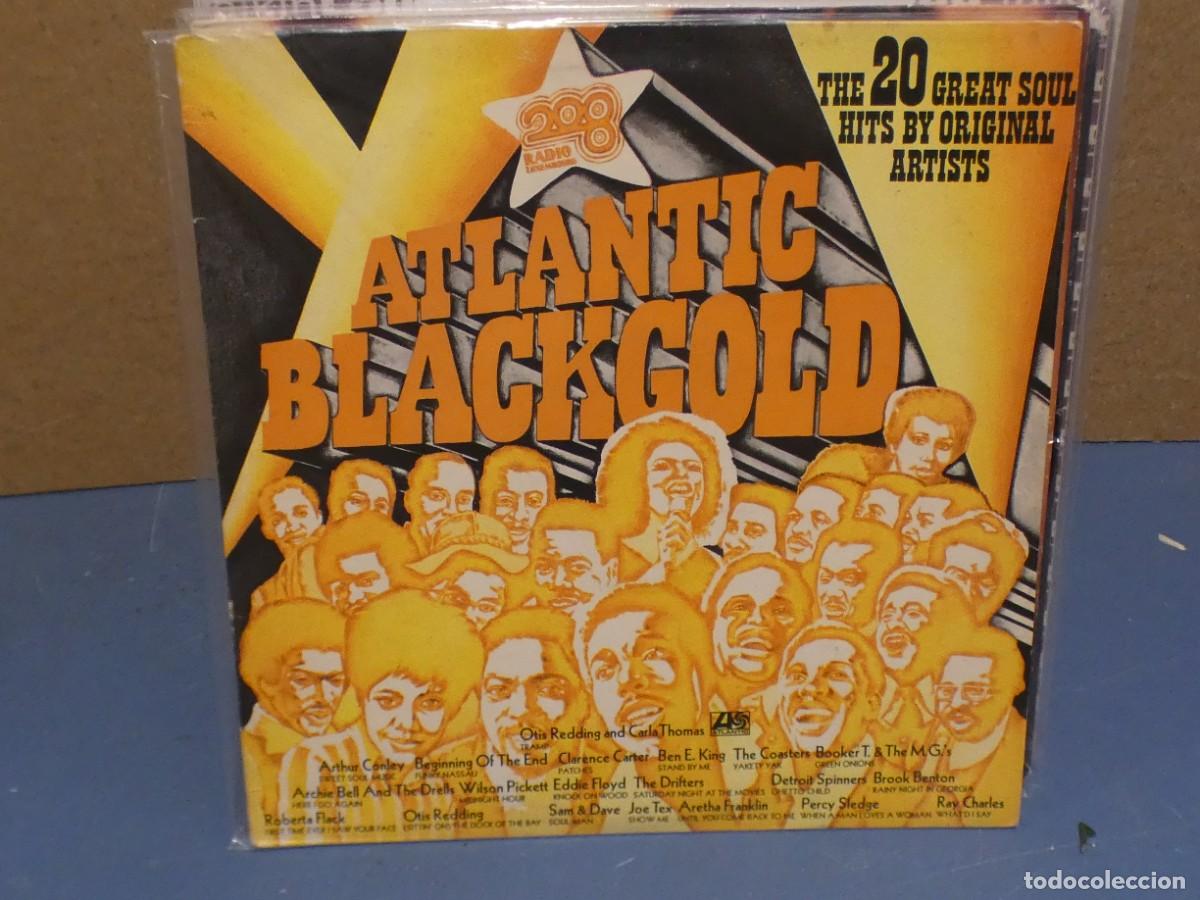 THE 20 GREAT SOUL
HITS BY ORIGINAL
ARTISTS
208
RADIO
LUXEMBOURG
ATLANTIC
BLACKGOLD
Otis Redding and Carla Thomas
TRAMP
ATLANTIC
Arthur Conley Beginning Of The End Clarence Carter Ben E. King The Coasters Booker T. & The M.G.'s
SWEET SOUL MUSIC FUNKY NASSAU PATCHES STAND BY ME YAKETY YAK GREEN ONIONS
Archie Bell And The Drells Wilson Pickett Eddie Floyd The Drifters Detroit Spinners Brook Benton
HERE I GO AGAIN MIDNIGHT HOUR KNOCK ON WOOD SATURDAY NIGHT AT THE MOVIES GHETTO CHILD RAINY NIGHT IN GEORGIA
Roberta Flack Otis Redding Sam & Dave Joe Tex Aretha Franklin Percy Sledge Ray Charles
FIRST TIME EVER I SAW YOUR FACE (SITTIN' ON) THE DOCK OF THE BAY SOUL MAN SHOW ME UNTIL YOU COME BACK TO ME WHEN A MAN LOVES A WOMAN WHAT'D I SAY
todocoleccion